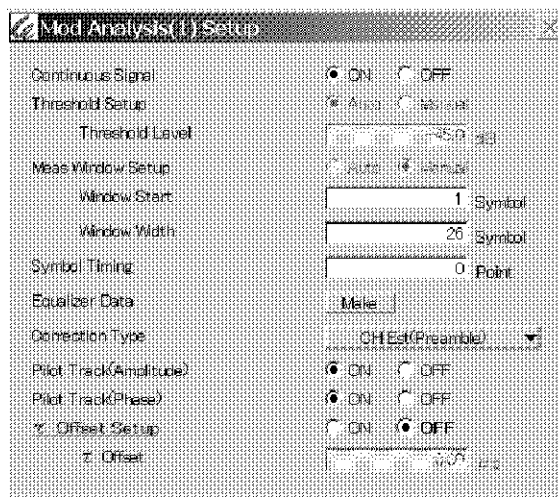 Mod Analysis(1) Setup
Continuous Signal ON OFF
Threshold Setup Auto Manual
Threshold Level dB
Meas Window Setup Auto Manual
Window Start 1 Symbol
Window Width 26 Symbol
Symbol Timing 0 Point
Equalizer Data Make
Correction Type CH Est(Preamble)
Pilot Track(Amplitude) ON OFF
Pilot Track(Phase) ON OFF
τ Offset Setup ON OFF
τ Offset